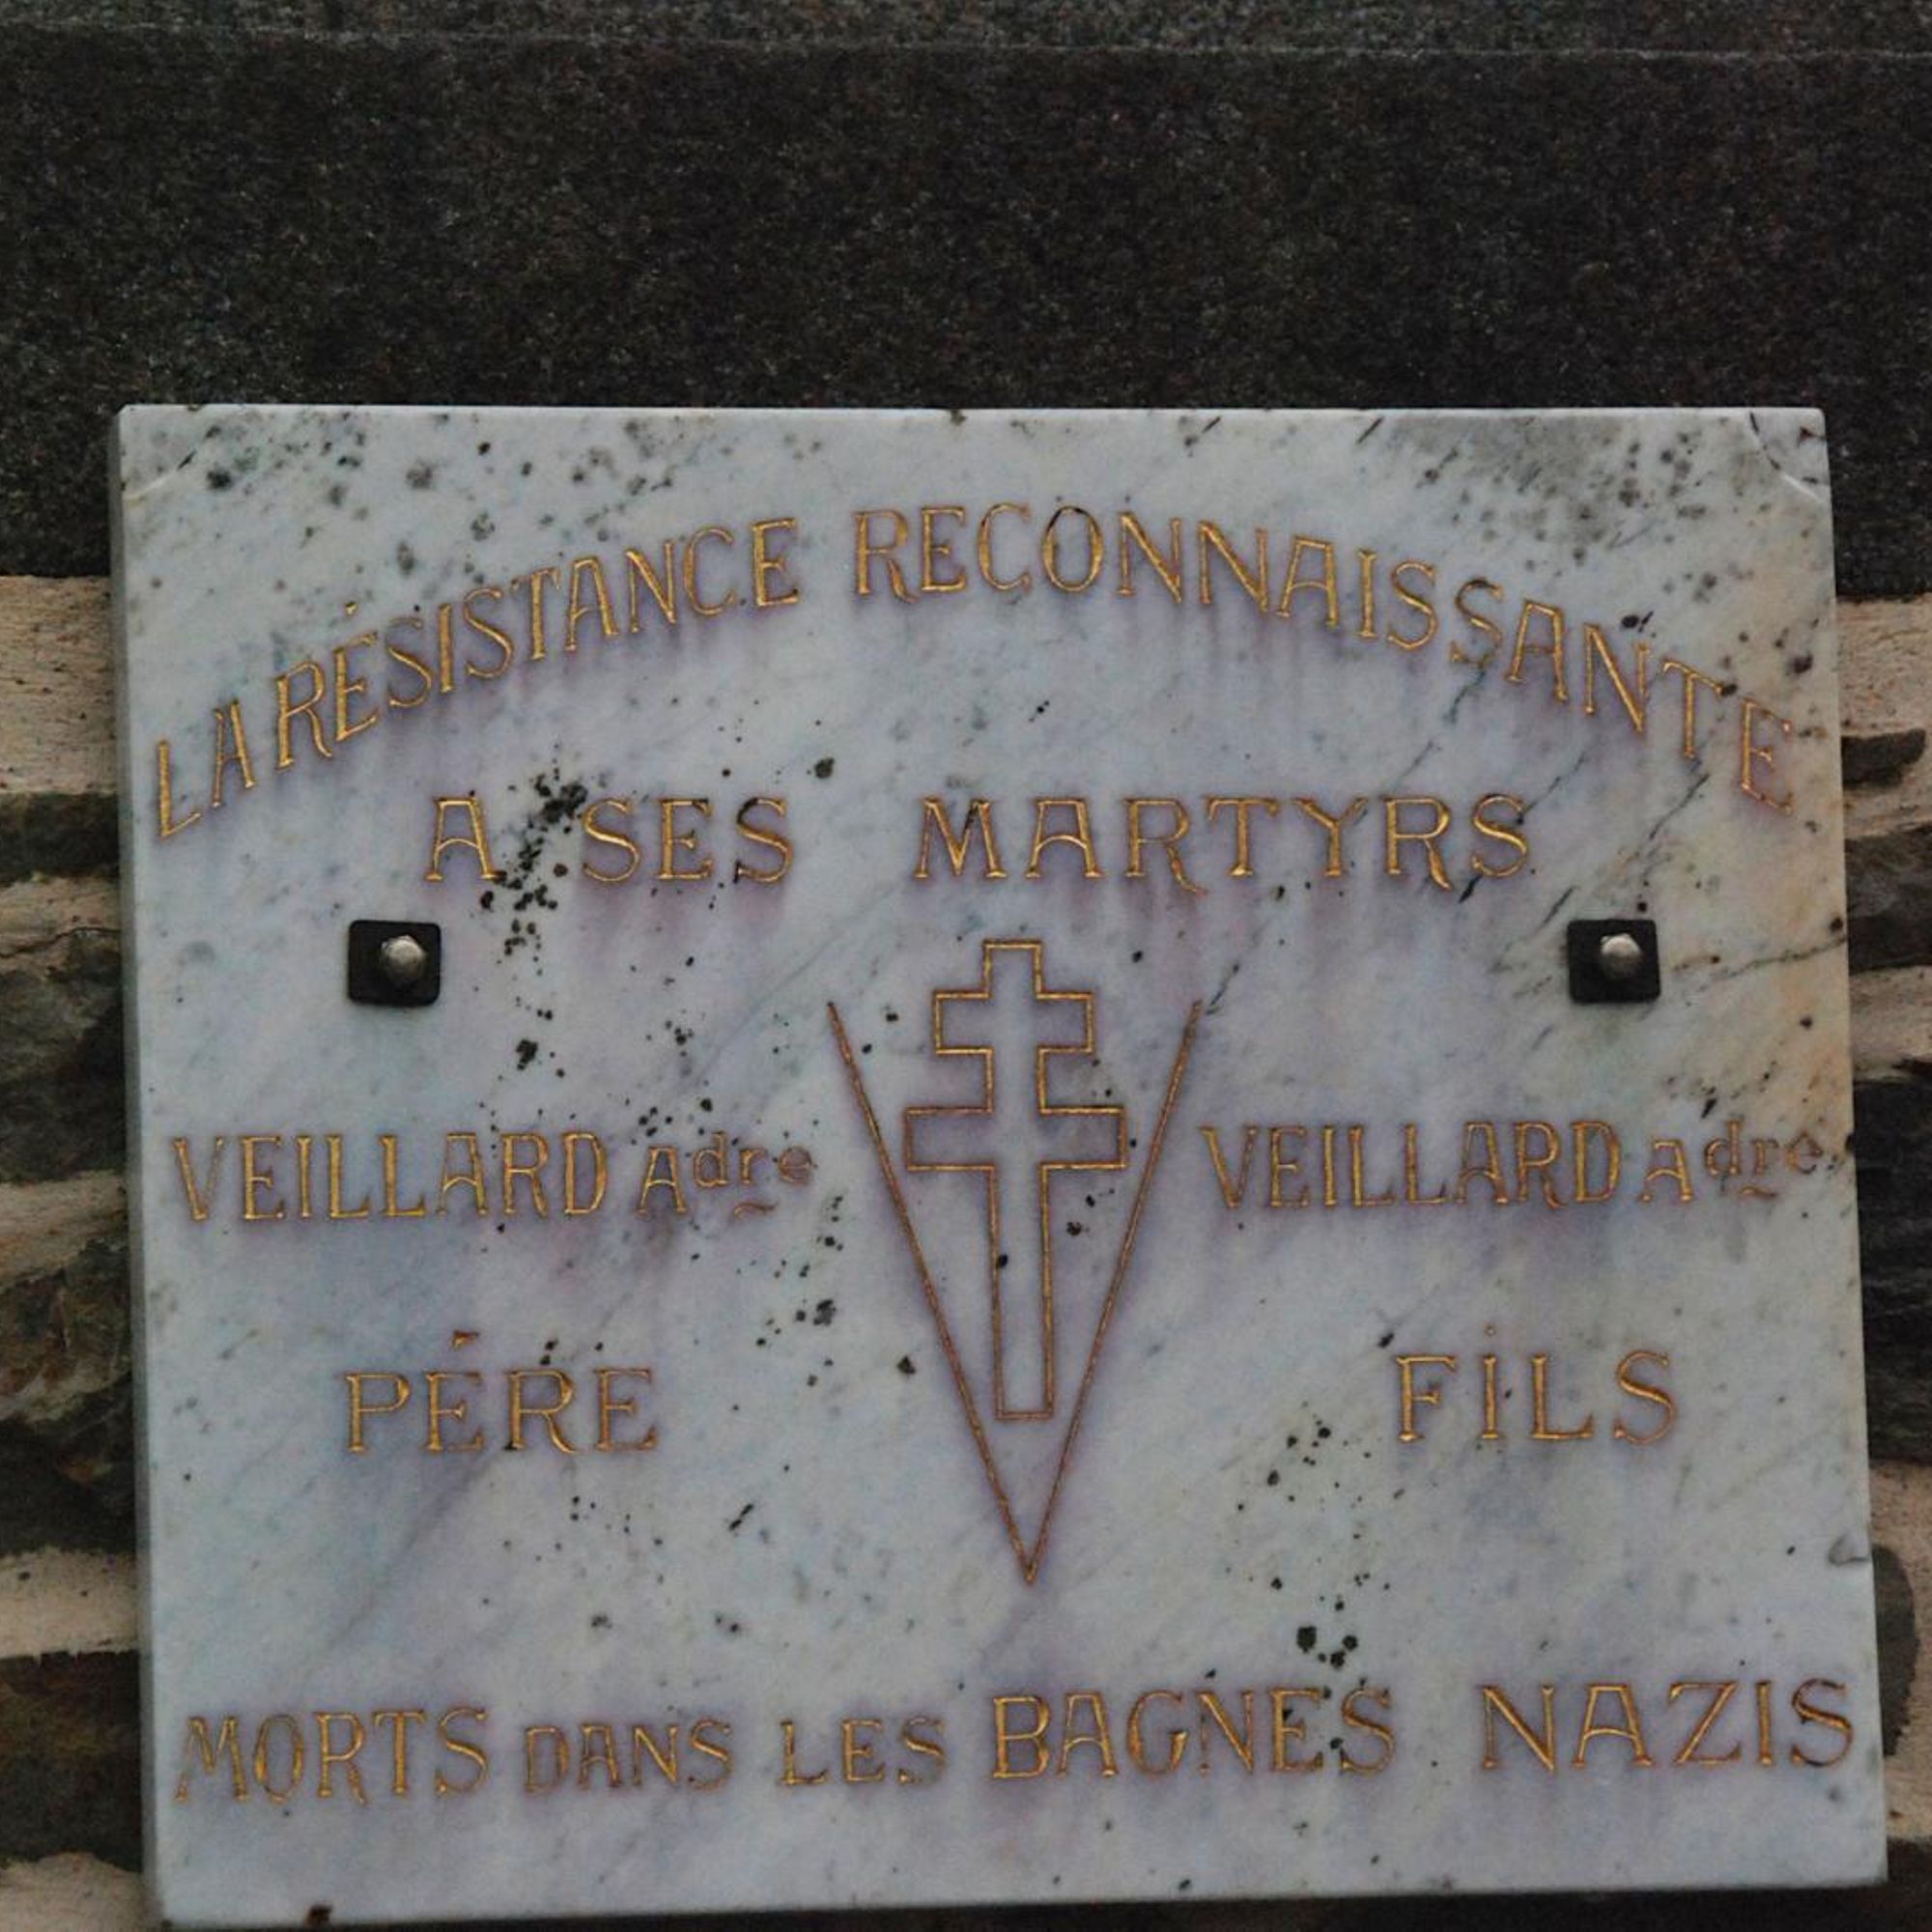 LA RÉSISTANCE RECONNAISSANTE
A SES MARTYRS
VEILLARD Adre VEILLARD Adre
PÉRE FILS
MORTS DANS LES BAGNES NAZIS